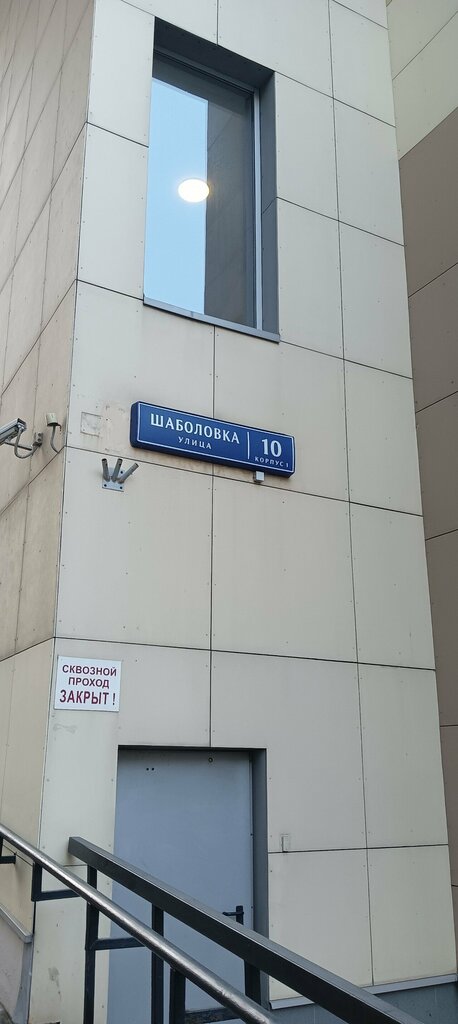 ШАБОЛОВКА
УЛИЦА
10
КОРПУС 1
СКВОЗНОЙ
ПРОХОД
ЗАКРЫТ!